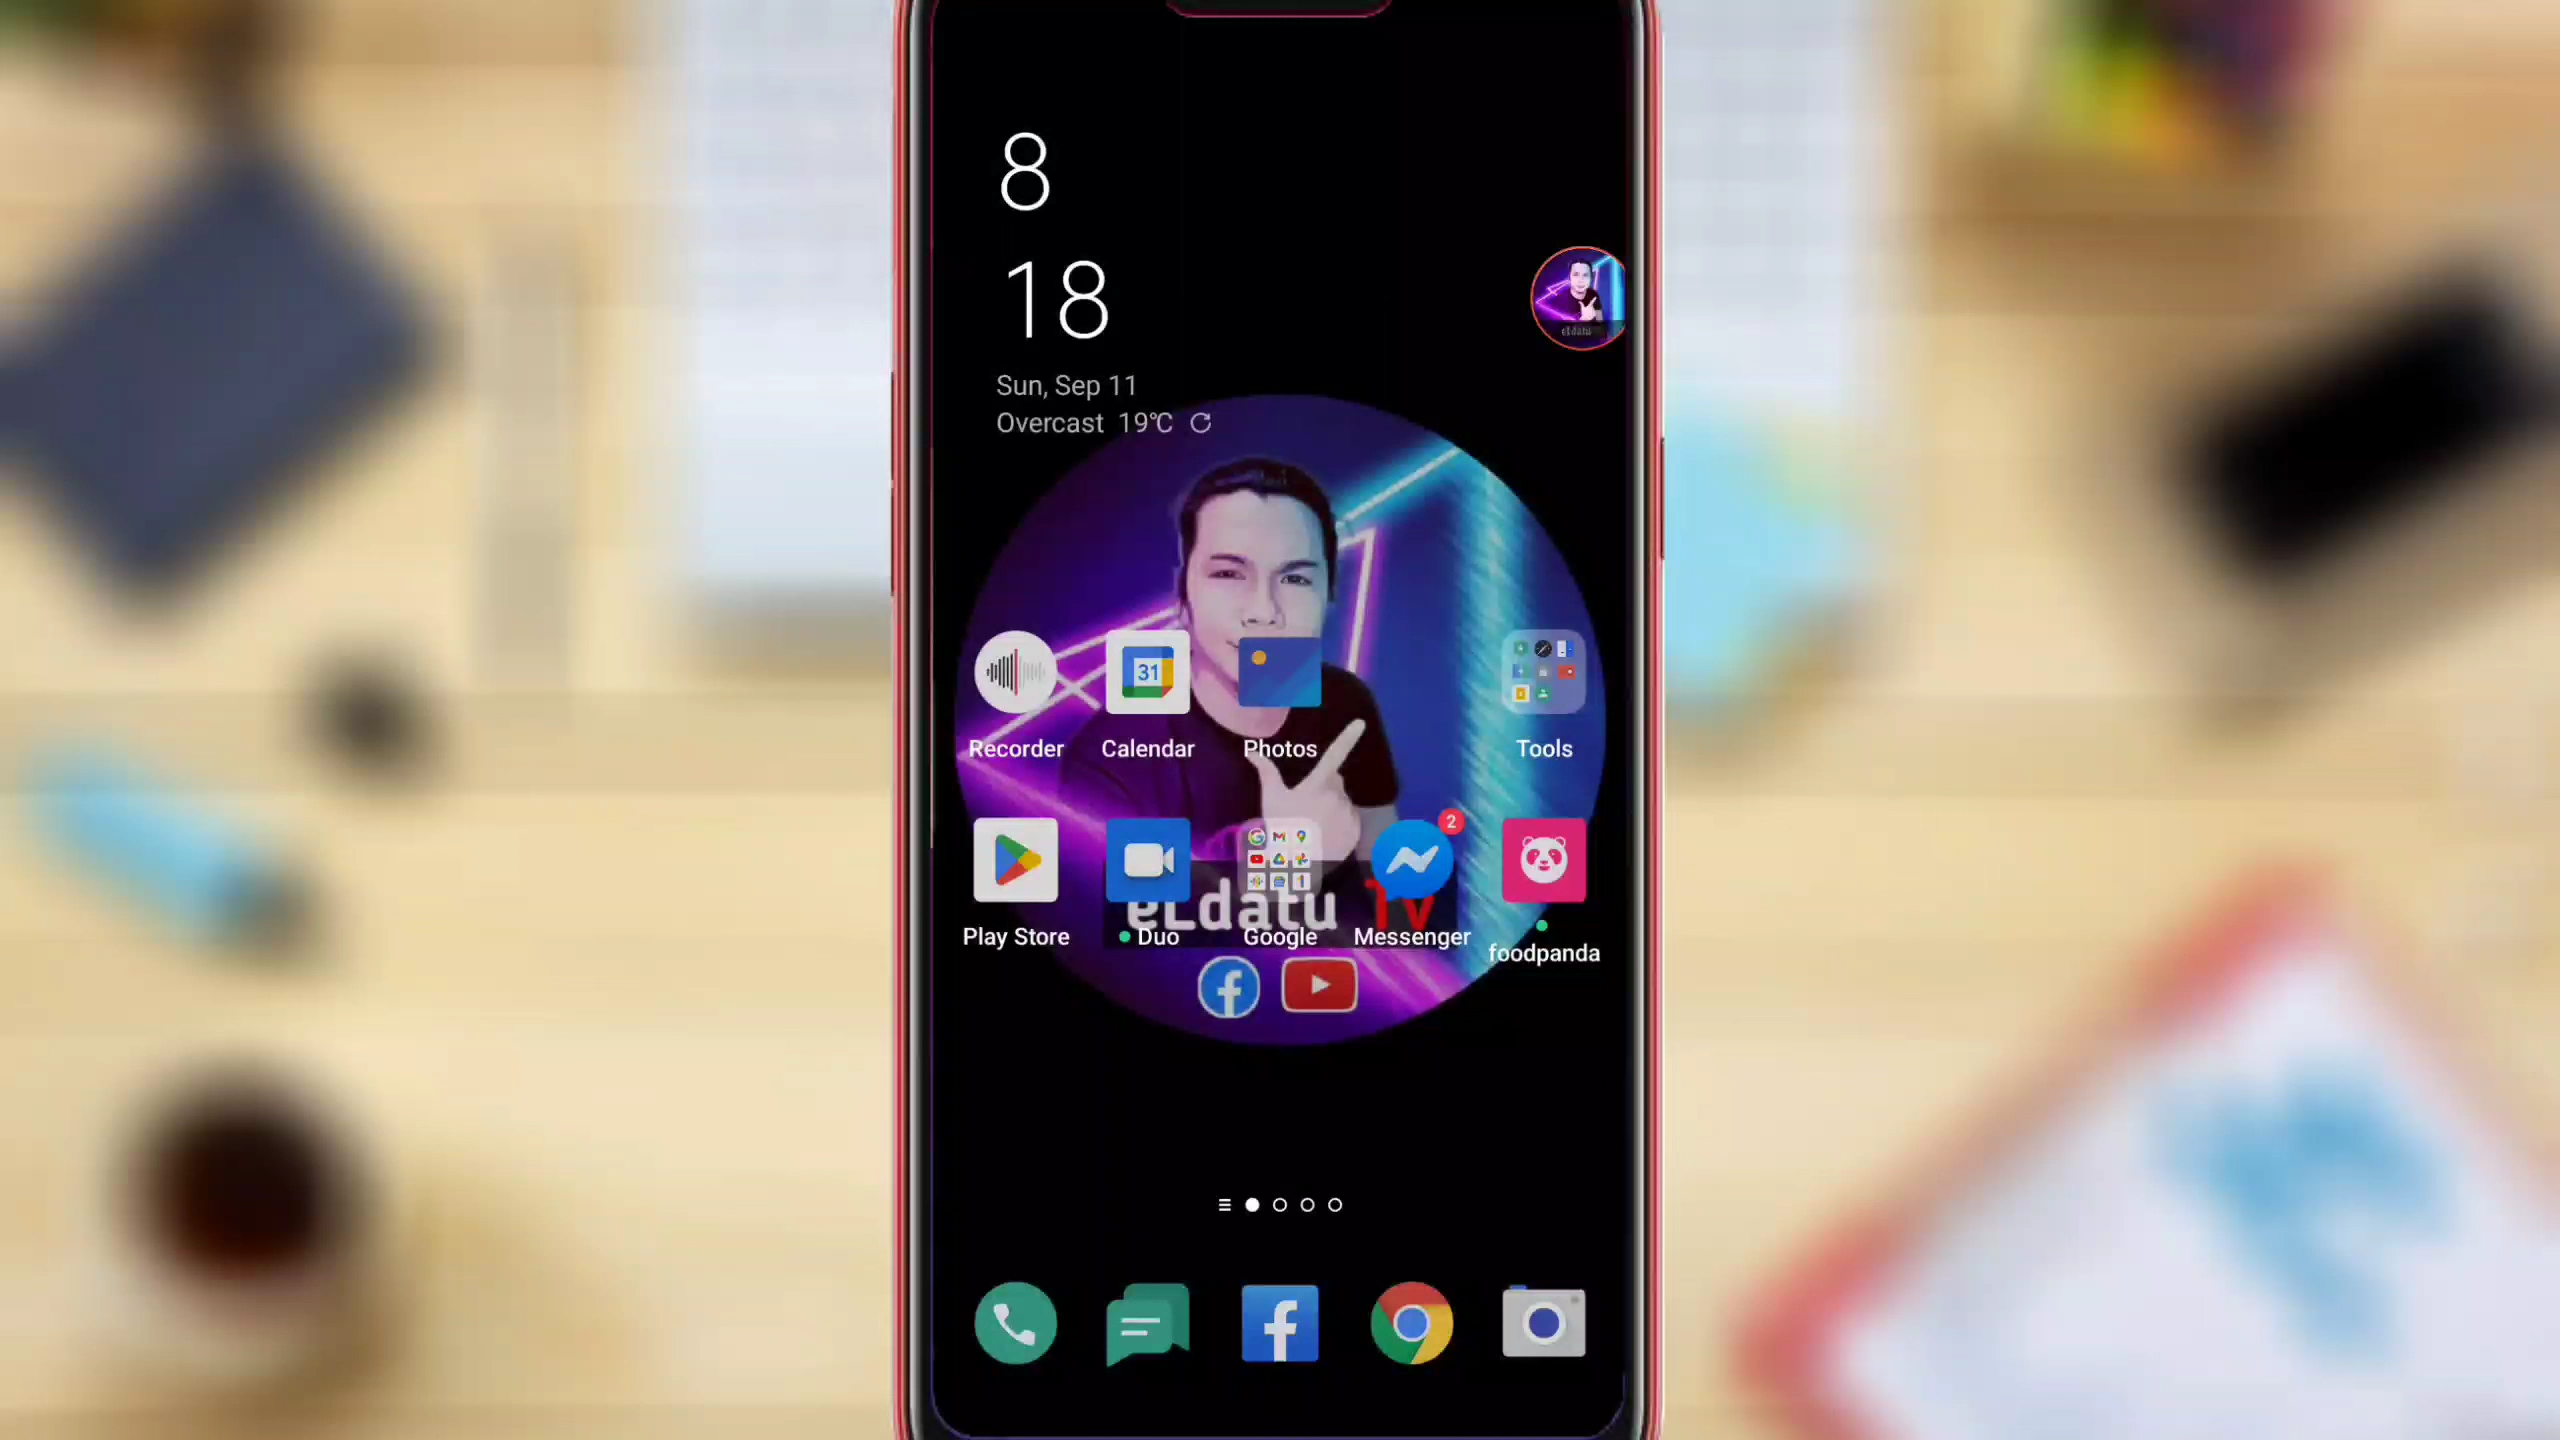 8
18
Sun, Sep 11
Overcast 19℃
eLdatu
31
Recorder
Calendar
Photos
Tools
2
eLdatu Tv
Play Store
Duo
Google
Messenger
foodpanda